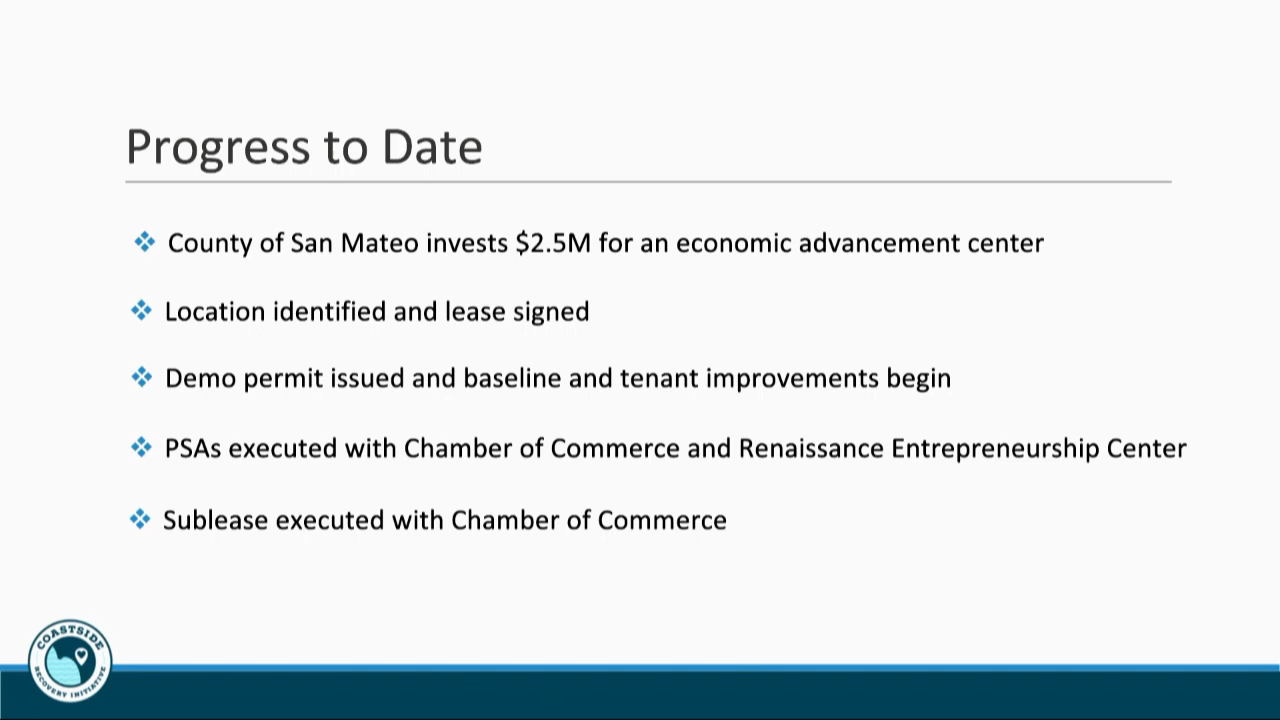 Progress to Date
County of San Mateo invests $2.5M for an economic advancement center
Location identified and lease signed
Demo permit issued and baseline and tenant improvements begin
PSAs executed with Chamber of Commerce and Renaissance Entrepreneurship Center
Sublease executed with Chamber of Commerce
COASTSIDE
RECOVERY INITIATIVE